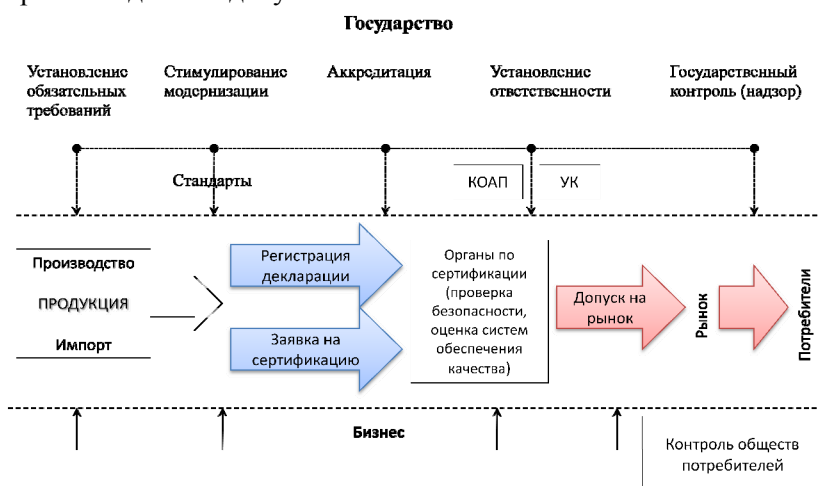 Государство
Установление
обязательных
требований
Стимулирование
модернизации
Аккредитация
Установление
ответственности
Государственный
контроль (надзор)
Стандарты
КОАП
УК
Производство
ПРОДУКЦИЯ
Импорт
Регистрация
декларации
Заявка на
сертификацию
Органы по
сертификации
(проверка
безопасности,
оценка систем
обеспечения
качества)
Допуск на
рынок
Рынок
Потребители
Бизнес
Контроль обществ
потребителей